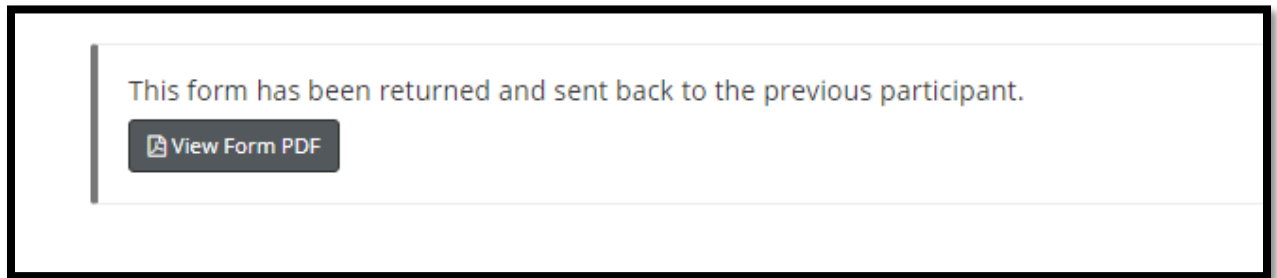 This form has been returned and sent back to the previous participant.
View Form PDF